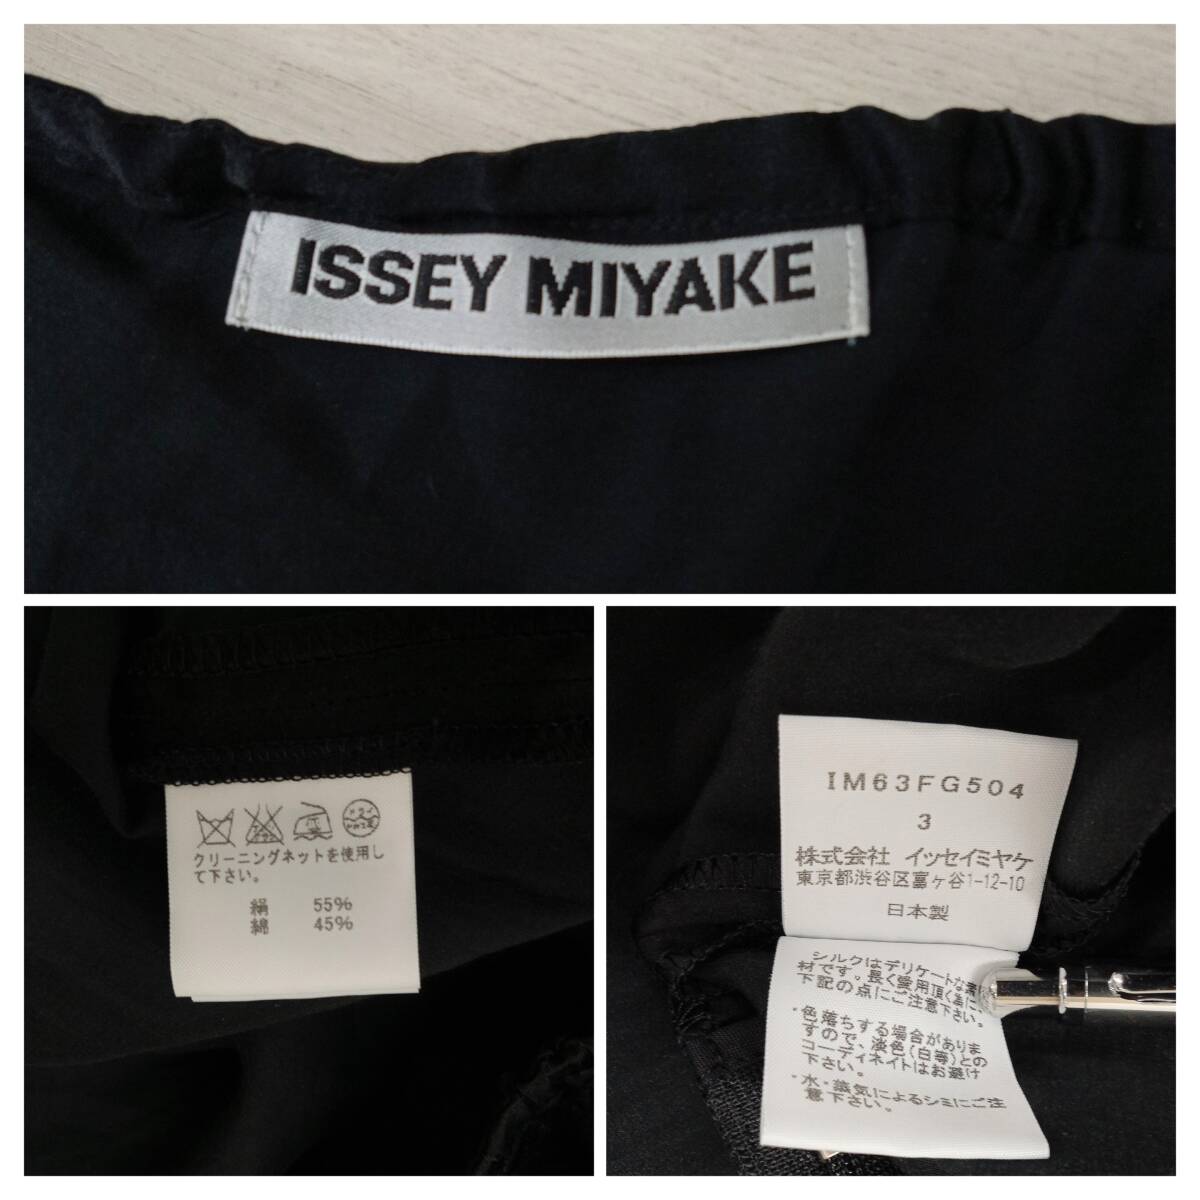 ISSEY MIYAKE
クリーニングネットを使用し
て下さい。
絹 55%
綿 45%
IM63FG504
3
株式会社 イッセイミヤケ
東京都渋谷区富ヶ谷1-12-10
日本製
シルクはデリケートな素
材です。長く愛用頂く為に、
下記の点にご注意下さい。
・色落ちする場合がありま
すので、淡色(白等)との
コーディネイトはお避け
下さい。
・水・蒸気によるシミにご注
意下さい。